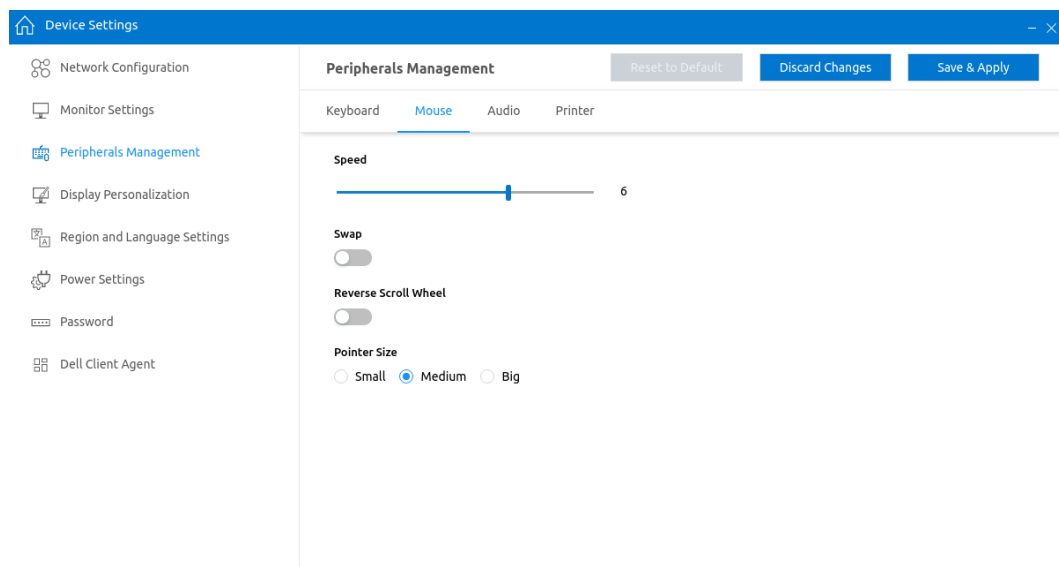 Device Settings
Network Configuration
Monitor Settings
Peripherals Management
Display Personalization
Region and Language Settings
Power Settings
Password
Dell Client Agent
Peripherals Management
Reset to Default
Discard Changes
Save & Apply
Keyboard Mouse Audio Printer
Speed
6
Swap
Reverse Scroll Wheel
Pointer Size
Small Medium Big